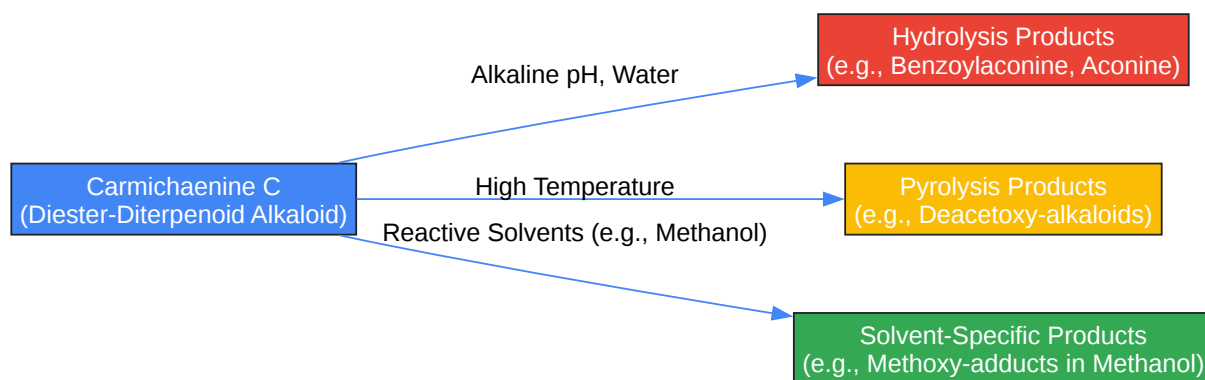 Hydrolysis Products
(e.g., Benzoylaconine, Aconine)
Alkaline pH, Water
Carmichaenine C
(Diester-Diterpenoid Alkaloid)
High Temperature
Pyrolysis Products
(e.g., Deacetoxy-alkaloids)
Reactive Solvents (e.g., Methanol)
Solvent-Specific Products
(e.g., Methoxy-adducts in Methanol)